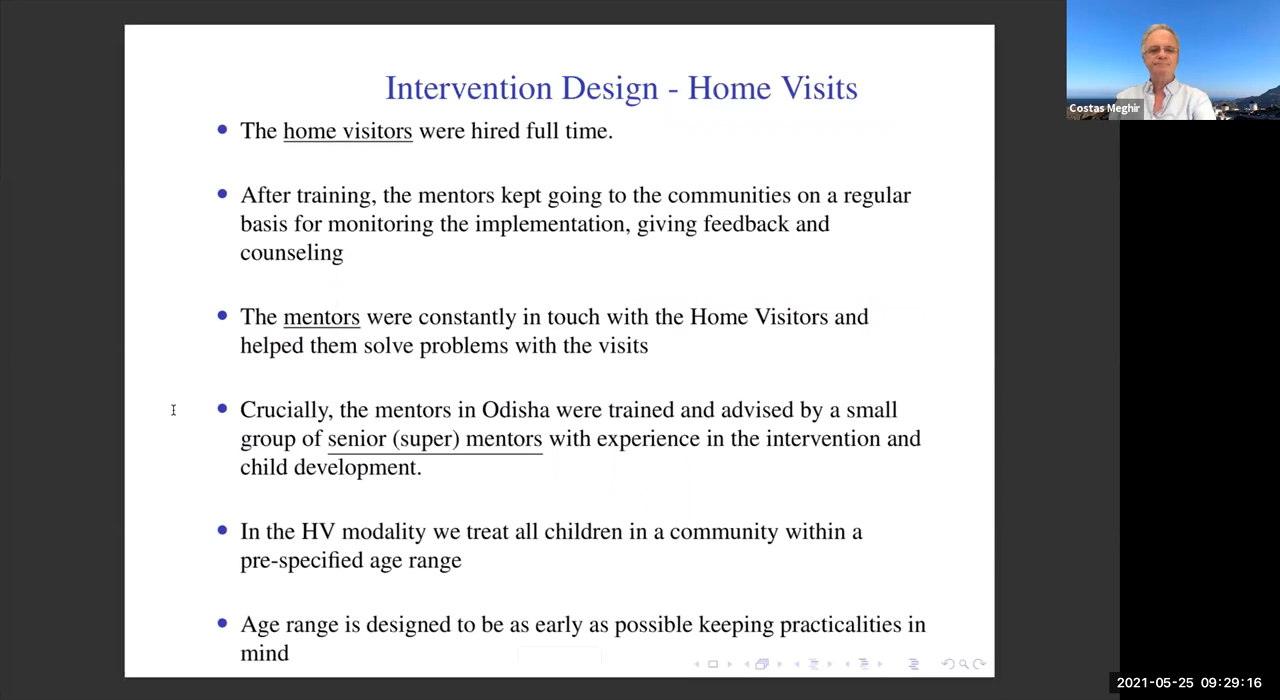 Intervention Design - Home Visits
Costas Meghir
• The home visitors were hired full time.
• After training, the mentors kept going to the communities on a regular
basis for monitoring the implementation, giving feedback and
counseling
• The mentors were constantly in touch with the Home Visitors and
helped them solve problems with the visits
• Crucially, the mentors in Odisha were trained and advised by a small
group of senior (super) mentors with experience in the intervention and
child development.
• In the HV modality we treat all children in a community within a
pre-specified age range
• Age range is designed to be as early as possible keeping practicalities in
mind
2021-05-25 09:29:16